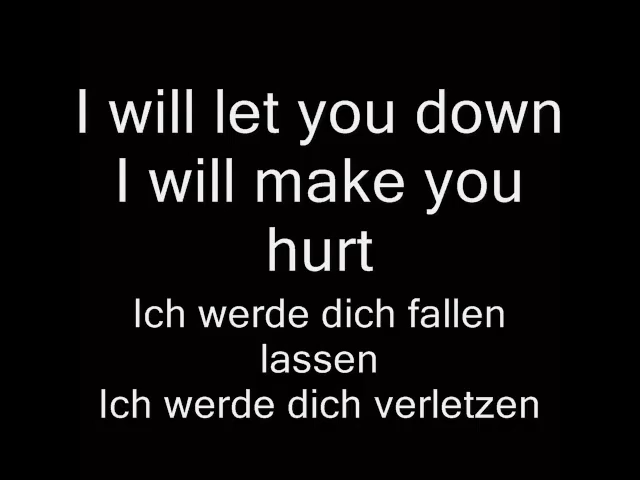 I will let you down
I will make you
hurt
Ich werde dich fallen
lassen
Ich werde dich verletzen